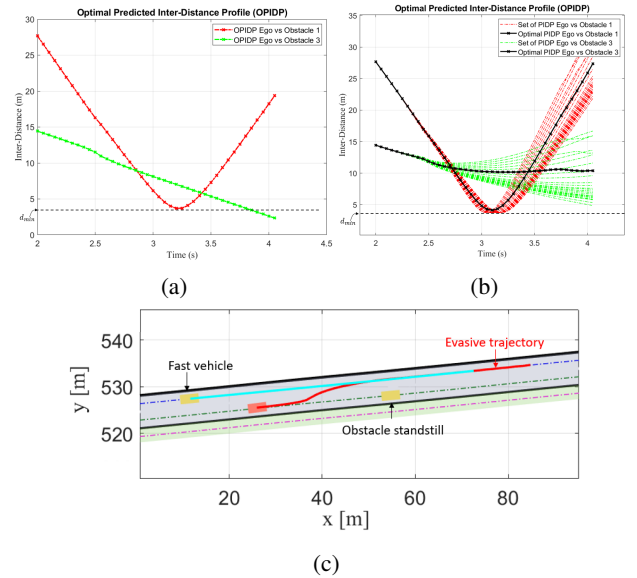 Optimal Predicted Inter-Distance Profile (OPIDP)
OPIDP Ego vs Obstacle 1
OPIDP Ego vs Obstacle 3
Inter-Distance (m)
30
25
20
15
10
5
0
d_min
2
2.5
3
3.5
4
4.5
Time (s)
(a)
Optimal Predicted Inter-Distance Profile (OPIDP)
Set of PIDP Ego vs Obstacle 1
Optimal PIDP Ego vs Obstacle 1
Set of PIDP Ego vs Obstacle 3
Optimal PIDP Ego vs Obstacle 3
Inter-Distance (m)
35
30
25
20
15
10
5
0
d_min
1.5
2
2.5
3
3.5
4
4.5
Time (s)
(b)
540
530
520
y [m]
Fast vehicle
Evasive trajectory
Obstacle standstill
20
40
60
80
x [m]
(c)